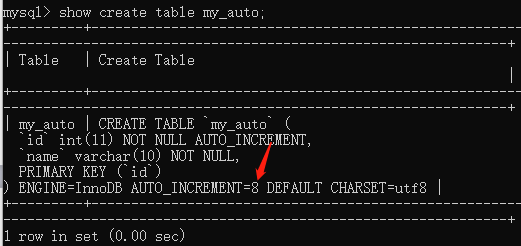 mysql> show create table my_auto;
+---------+--------------------------------------------------
--------------------------------------------------+
| Table   | Create Table
|
+---------+--------------------------------------------------
--------------------------------------------------+
| my_auto | CREATE TABLE `my_auto` (
`id` int(11) NOT NULL AUTO_INCREMENT,
`name` varchar(10) NOT NULL,
PRIMARY KEY (`id`)
) ENGINE=InnoDB AUTO_INCREMENT=8 DEFAULT CHARSET=utf8 |
+---------+--------------------------------------------------
--------------------------------------------------+
1 row in set (0.00 sec)